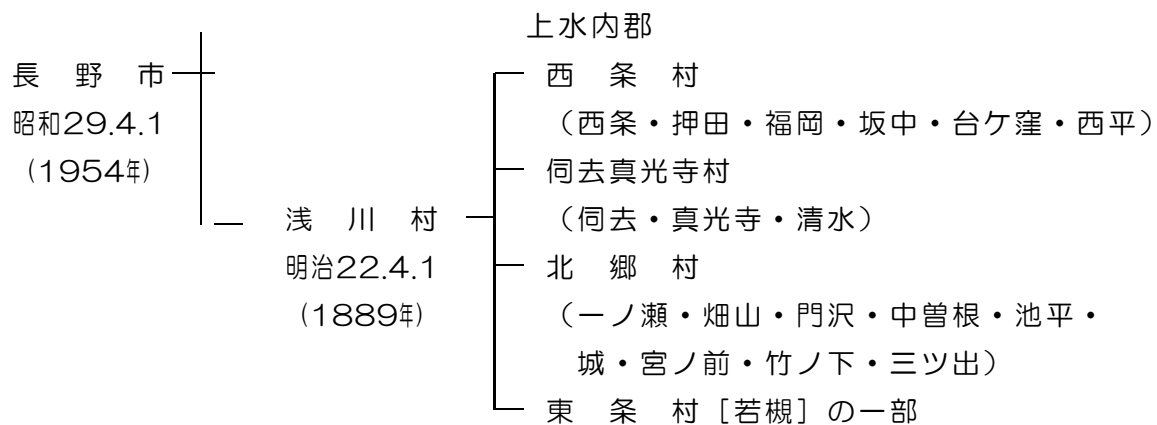 上水内郡
長野市
昭和29.4.1
(1954年)
浅川村
明治22.4.1
(1889年)
西条村
(西条・押田・福岡・坂中・台ケ窪・西平)
伺去真光寺村
(伺去・真光寺・清水)
北郷村
(一ノ瀬・畑山・門沢・中曽根・池平・
城・宮ノ前・竹ノ下・三ツ出)
東条村[若槻]の一部